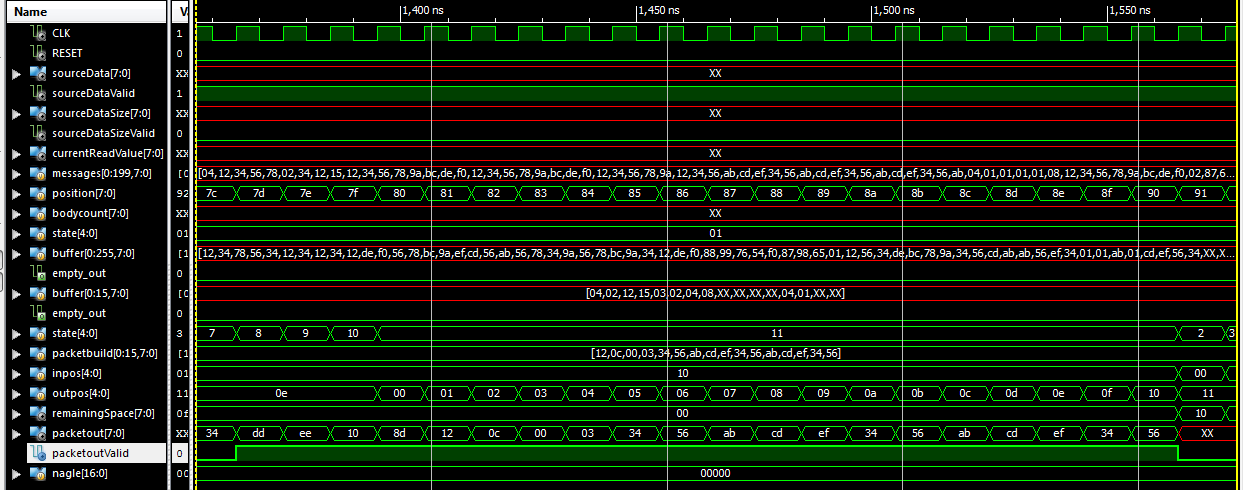 Name V. 1,400 ns 1,450 ns 1,500 ns 1,550 ns
CLK 1
RESET 0
sourceData[7:0] XX XX
sourceDataValid 1
sourceDataSize[7:0] XX XX
sourceDataSizeValid 0
currentReadValue[7:0] XX XX
messages[0:199,7:0] [0 [04,12,34,56,78,02,34,12,15,12,34,56,78,9a,bc,de,f0,12,34,56,78,9a,bc,de,f0,12,34,56,78,9a,12,34,56,ab,cd,ef,34,56,ab,cd,ef,34,56,ab,cd,ef,34,56,ab,04,01,01,01,01,08,12,34,56,78,9a,bc,de,f0,02,87,6...
position[7:0] 92 7c 7d 7e 7f 80 81 82 83 84 85 86 87 88 89 8a 8b 8c 8d 8e 8f 90 91
bodycount[7:0] XX XX
state[4:0] 01 01
buffer[0:255,7:0] [1 [12,34,78,56,34,12,34,12,34,12,de,f0,56,78,bc,9a,ef,cd,56,ab,56,78,34,9a,56,78,bc,9a,34,12,de,f0,88,99,76,54,f0,87,98,65,01,12,56,34,de,bc,78,9a,34,56,cd,ab,ab,56,ef,34,01,01,ab,01,cd,ef,56,34,XX,X...
empty_out 0
buffer[0:15,7:0] [0 [04,02,12,15,03,02,04,08,XX,XX,XX,XX,04,01,XX,XX]
empty_out 0
state[4:0] 3 7 8 9 10 11 2 3
packetbuild[0:15,7:0] [1 [12,0c,00,03,34,56,ab,cd,ef,34,56,ab,cd,ef,34,56]
inpos[4:0] 01 10 00
outpos[4:0] 11 0e 00 01 02 03 04 05 06 07 08 09 0a 0b 0c 0d 0e 0f 10 11
remainingSpace[7:0] 0f 00 10
packetout[7:0] XX 34 dd ee 10 8d 12 0c 00 03 34 56 ab cd ef 34 56 ab cd ef 34 56 XX
packetoutValid 0
nagle[16:0] 00 00000